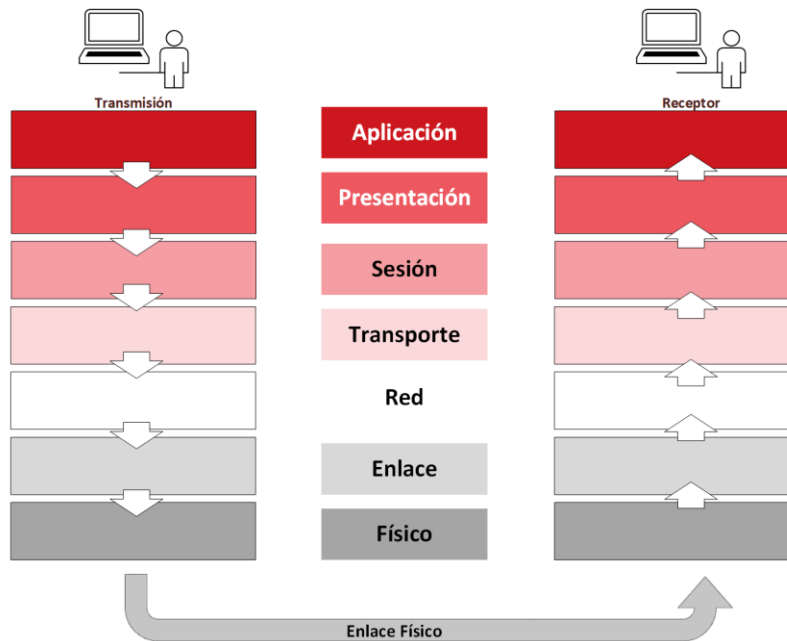 Transmisión
Receptor
Aplicación
Presentación
Sesión
Transporte
Red
Enlace
Físico
Enlace Físico